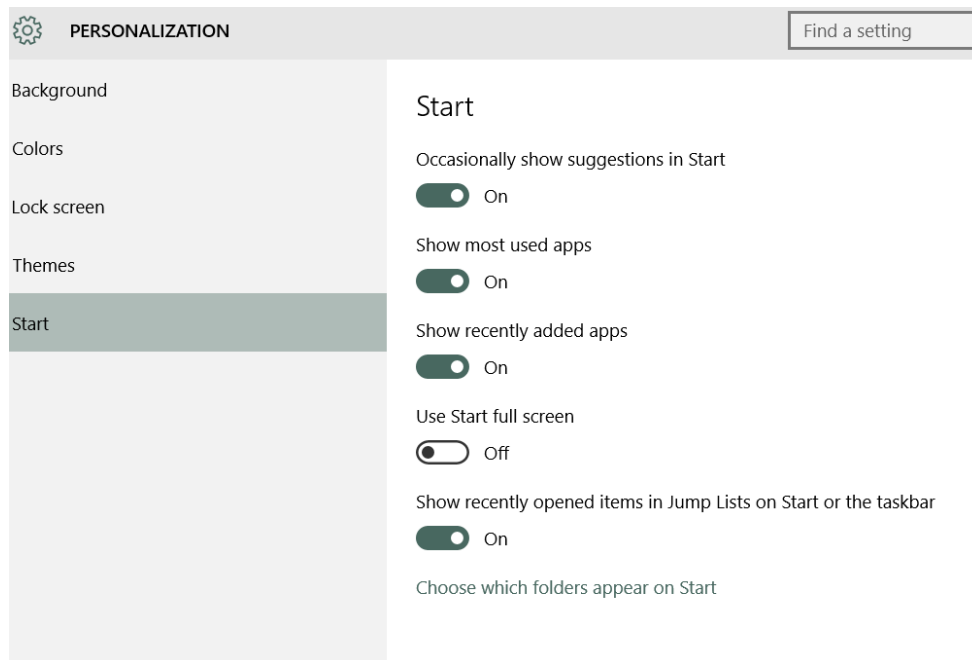 PERSONALIZATION
Find a setting
Background
Colors
Lock screen
Themes
Start
Start
Occasionally show suggestions in Start
On
Show most used apps
On
Show recently added apps
On
Use Start full screen
Off
Show recently opened items in Jump Lists on Start or the taskbar
On
Choose which folders appear on Start